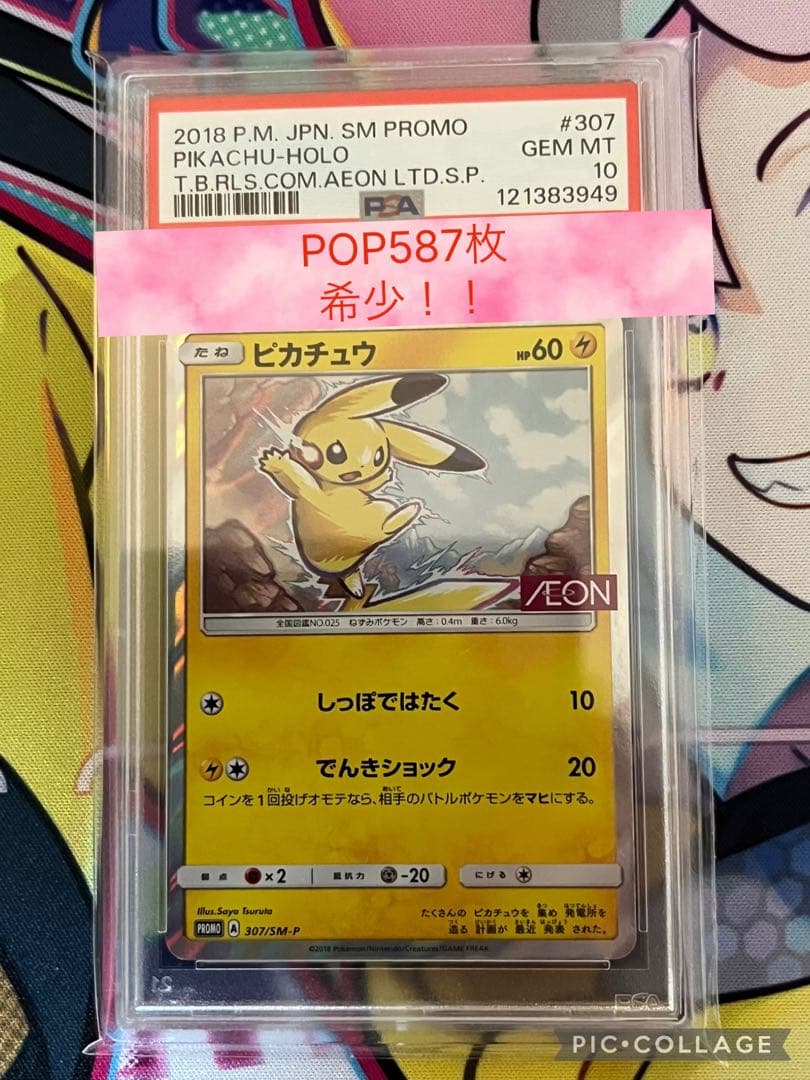 2018 P.M. JPN. SM PROMO #307
PIKACHU-HOLO GEM MT
T.B.RLS.COM.AEON LTD.S.P. 10
PSA 121383949
POP587枚
希少！！
たね ピカチュウ HP60
ÆON
全国図鑑NO.025 ねずみポケモン 高さ：0.4m 重さ：6.0kg
しっぽではたく 10
でんきショック 20
コインを1回投げオモテなら、相手のバトルポケモンをマヒにする。
弱点 ×2 抵抗力 -20 にげる
Illus.Saya Tsuruta
たくさんの ピカチュウを 集め 発電所を
造る 計画が 最近 発表 された。
PROMO A 307/SM-P
©2018 Pokémon/Nintendo/Creatures/GAME FREAK
PSA
PIC•COLLAGE